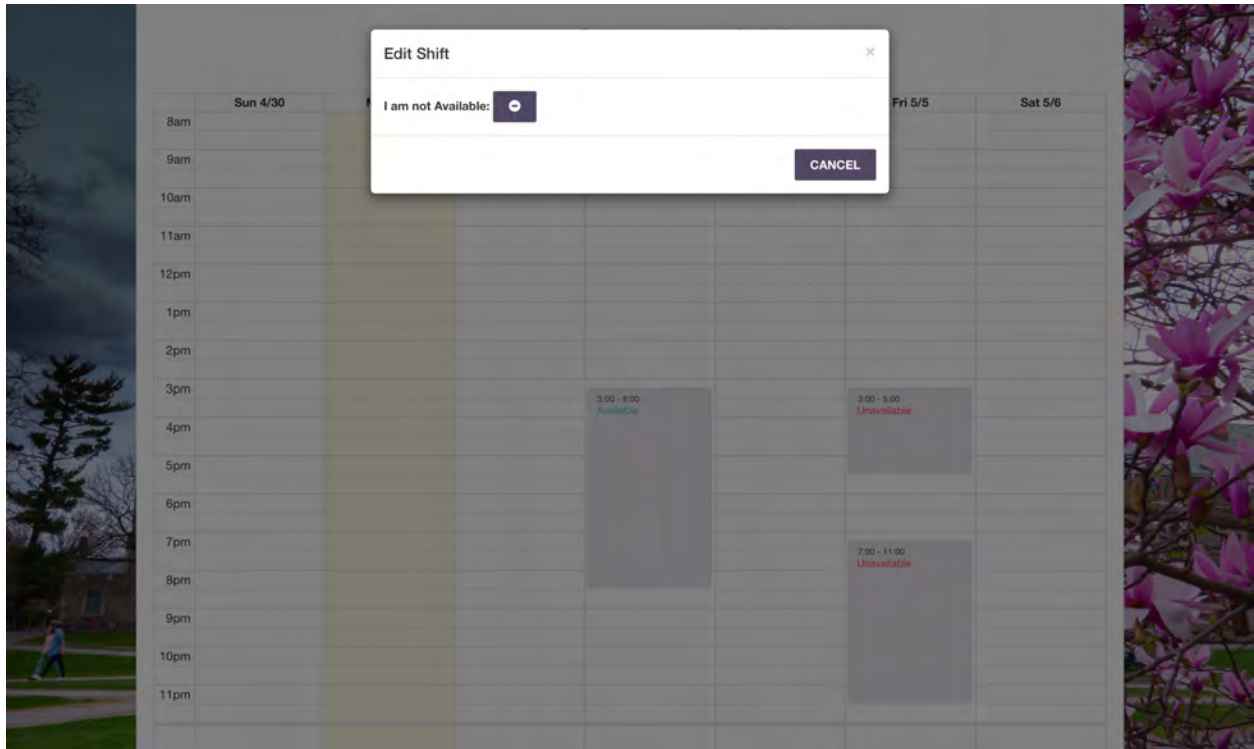 Edit Shift ×
I am not Available:
CANCEL
Sun 4/30 Fri 5/5 Sat 5/6
8am
9am
10am
11am
12pm
1pm
2pm
3pm
3:00 - 8:00
Available
3:00 - 5:00
Unavailable
4pm
5pm
6pm
7pm
7:00 - 11:00
Unavailable
8pm
9pm
10pm
11pm